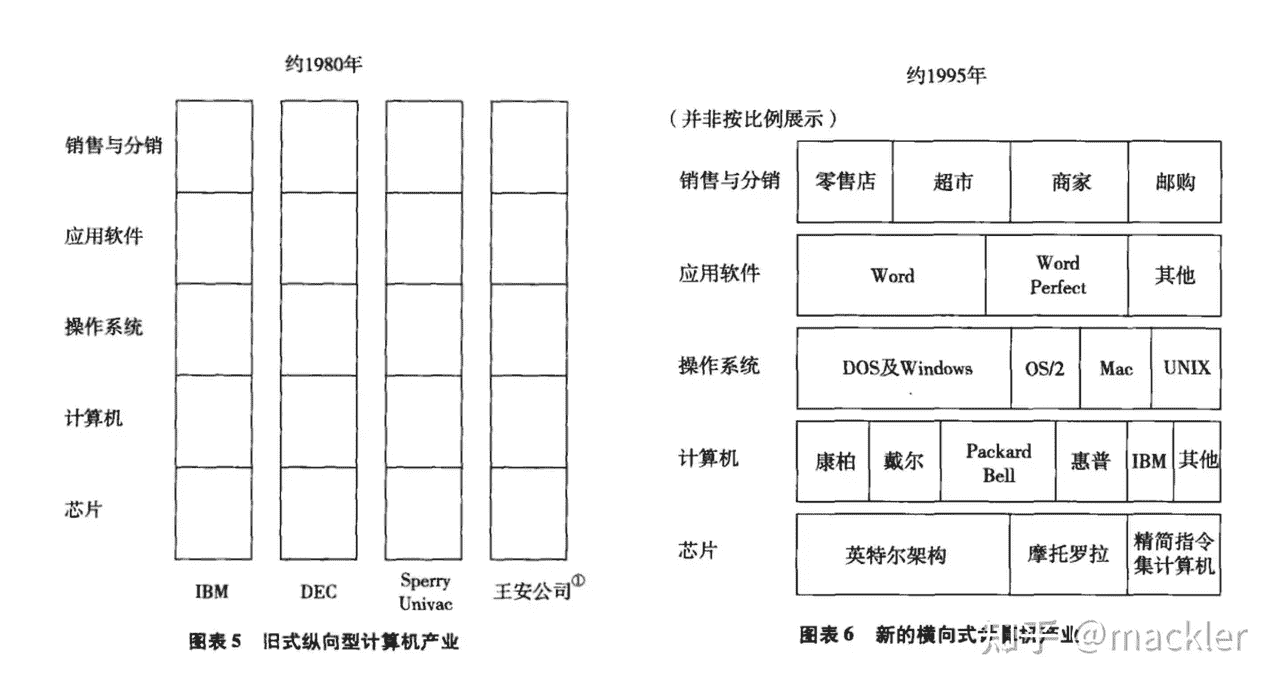 约1980年
销售与分销
应用软件
操作系统
计算机
芯片
IBM
DEC
Sperry
Univac
王安公司①
图表5 旧式纵向型计算机产业
约1995年
（并非按比例展示）
销售与分销
零售店
超市
商家
邮购
应用软件
Word
Word
Perfect
其他
操作系统
DOS及Windows
OS/2
Mac
UNIX
计算机
康柏
戴尔
Packard
Bell
惠普
IBM
其他
芯片
英特尔架构
摩托罗拉
精简指令
集计算机
图表6 新的横向式计算机产业
知乎 @mackler